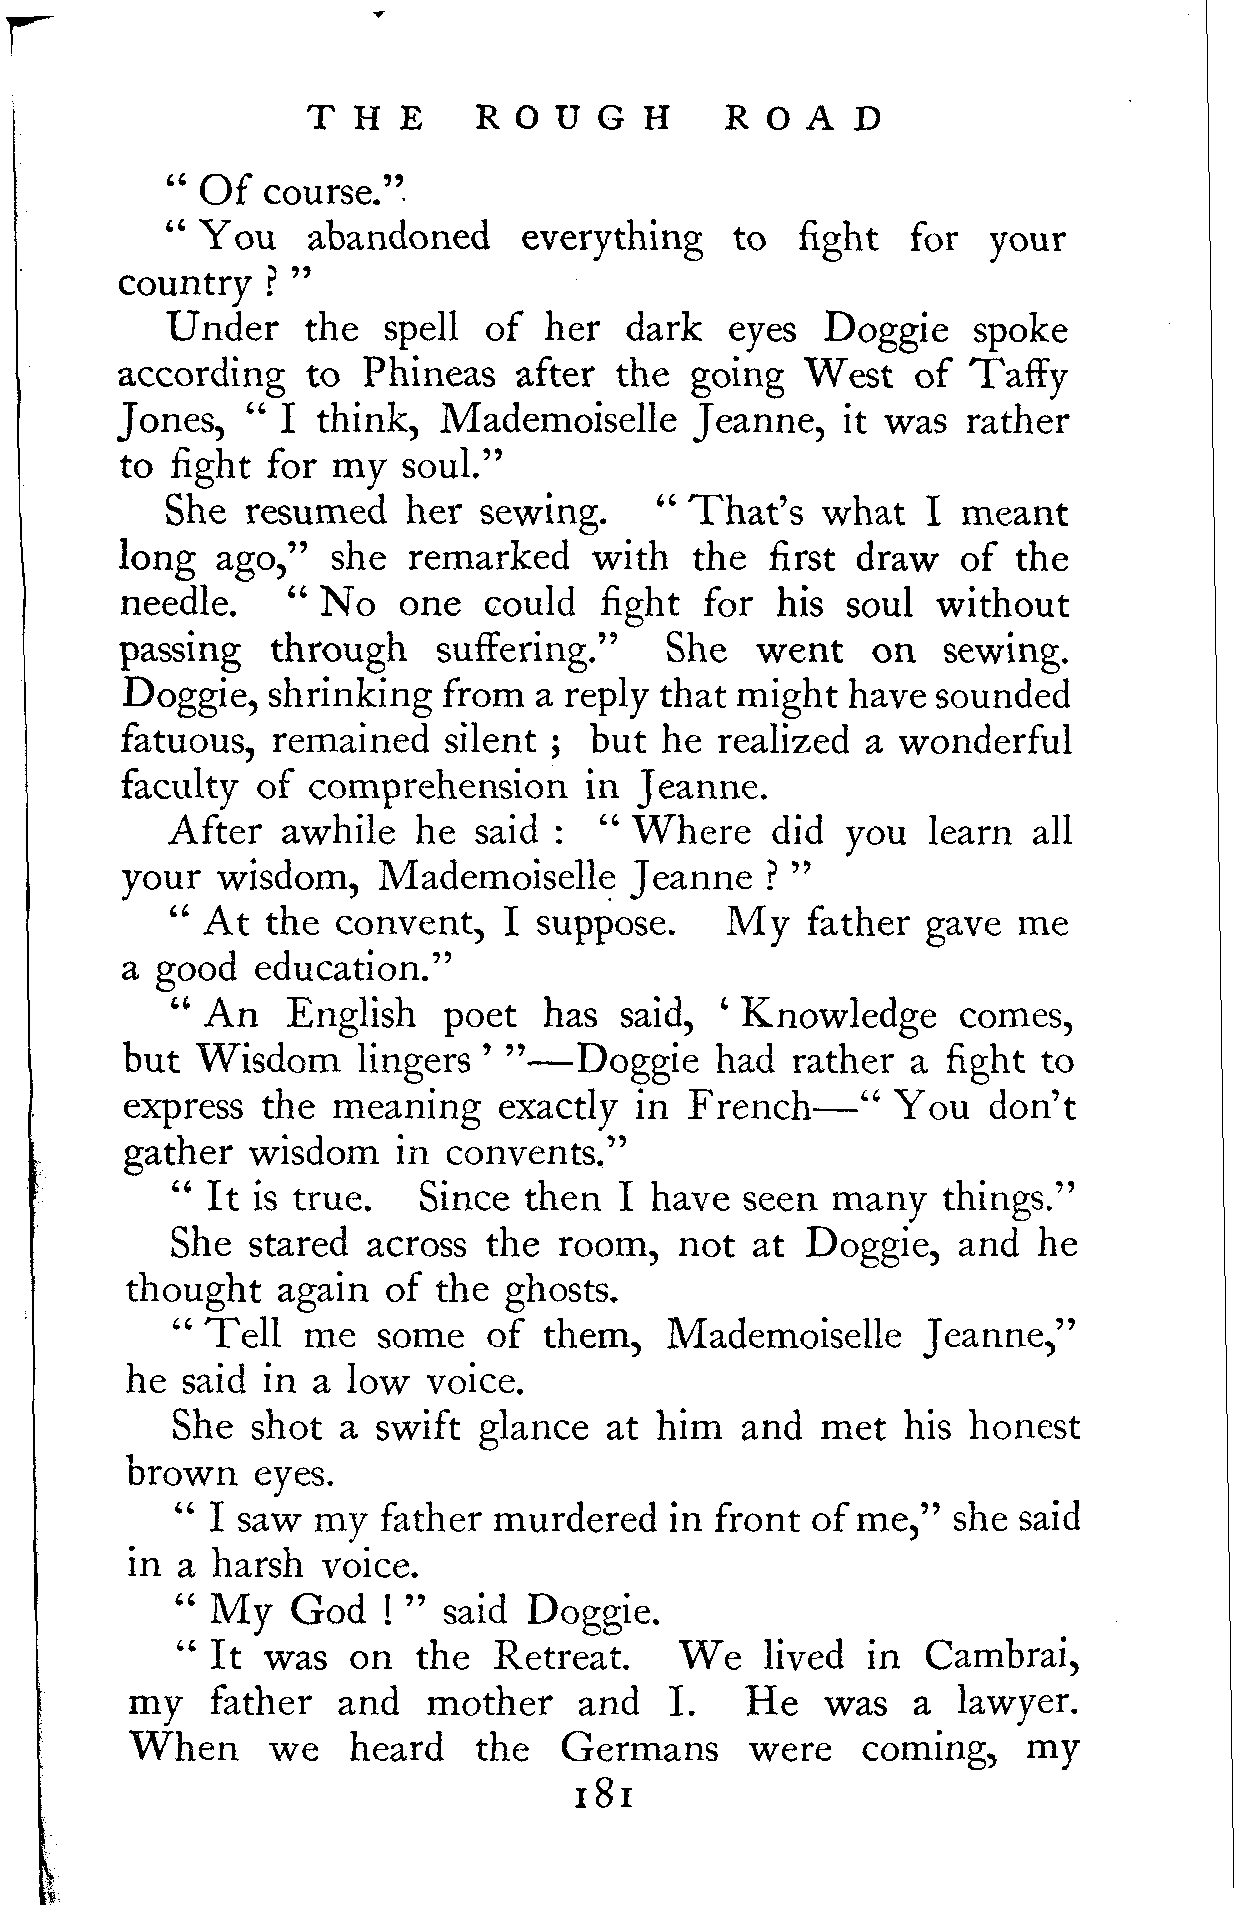 THE ROUGH ROAD
“ Of course.”
“ You abandoned everything to fight for your
country ? ”
Under the spell of her dark eyes Doggie spoke
according to Phineas after the going West of Taffy
Jones, “ I think, Mademoiselle Jeanne, it was rather
to fight for my soul.”
She resumed her sewing. “ That’s what I meant
long ago,” she remarked with the first draw of the
needle. “ No one could fight for his soul without
passing through suffering.” She went on sewing.
Doggie, shrinking from a reply that might have sounded
fatuous, remained silent ; but he realized a wonderful
faculty of comprehension in Jeanne.
After awhile he said : “ Where did you learn all
your wisdom, Mademoiselle Jeanne ? ”
“ At the convent, I suppose. My father gave me
a good education.”
“ An English poet has said, ‘ Knowledge comes,
but Wisdom lingers ’ ”—Doggie had rather a fight to
express the meaning exactly in French—“ You don’t
gather wisdom in convents.”
“ It is true. Since then I have seen many things.”
She stared across the room, not at Doggie, and he
thought again of the ghosts.
“ Tell me some of them, Mademoiselle Jeanne,”
he said in a low voice.
She shot a swift glance at him and met his honest
brown eyes.
“ I saw my father murdered in front of me,” she said
in a harsh voice.
“ My God ! ” said Doggie.
“ It was on the Retreat. We lived in Cambrai,
my father and mother and I. He was a lawyer.
When we heard the Germans were coming, my
181